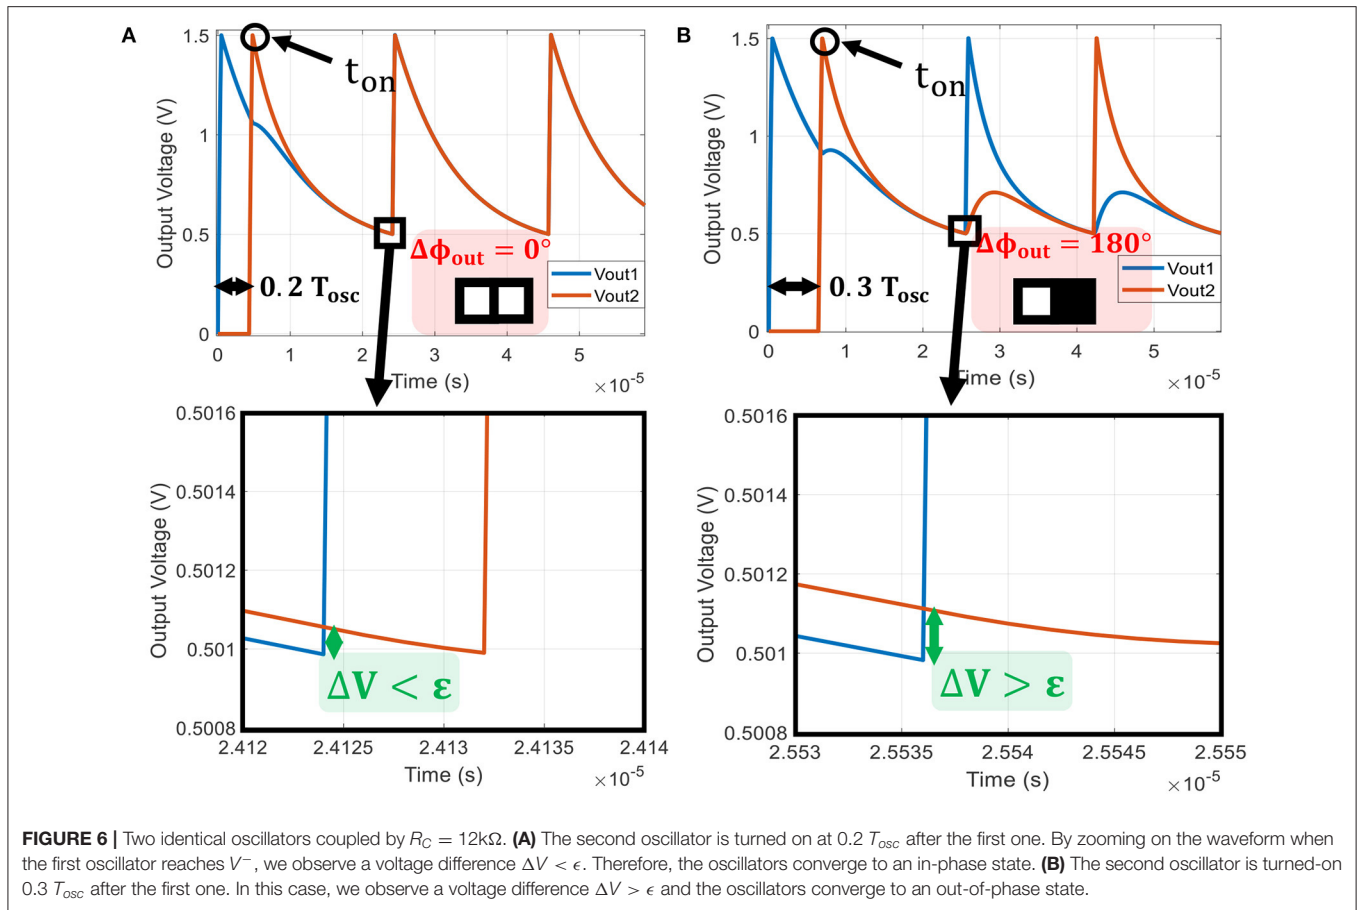 A
1.5
1
0.5
0
Output Voltage (V)
t_on
Δϕ_out = 0°
0.2 T_osc
Vout1
Vout2
0 1 2 3 4 5
Time (s)
×10^-5
B
1.5
1
0.5
0
Output Voltage (V)
t_on
Δϕ_out = 180°
0.3 T_osc
Vout1
Vout2
0 1 2 3 4 5
Time (s)
×10^-5
0.5016
0.5014
0.5012
0.501
0.5008
Output Voltage (V)
ΔV < ε
2.412 2.4125 2.413 2.4135 2.414
Time (s)
×10^-5
0.5016
0.5014
0.5012
0.501
0.5008
Output Voltage (V)
ΔV > ε
2.553 2.5535 2.554 2.5545 2.555
Time (s)
×10^-5
FIGURE 6 | Two identical oscillators coupled by R_C = 12kΩ. (A) The second oscillator is turned on at 0.2 T_osc after the first one. By zooming on the waveform when
the first oscillator reaches V^−, we observe a voltage difference ΔV < ϵ. Therefore, the oscillators converge to an in-phase state. (B) The second oscillator is turned-on
0.3 T_osc after the first one. In this case, we observe a voltage difference ΔV > ϵ and the oscillators converge to an out-of-phase state.